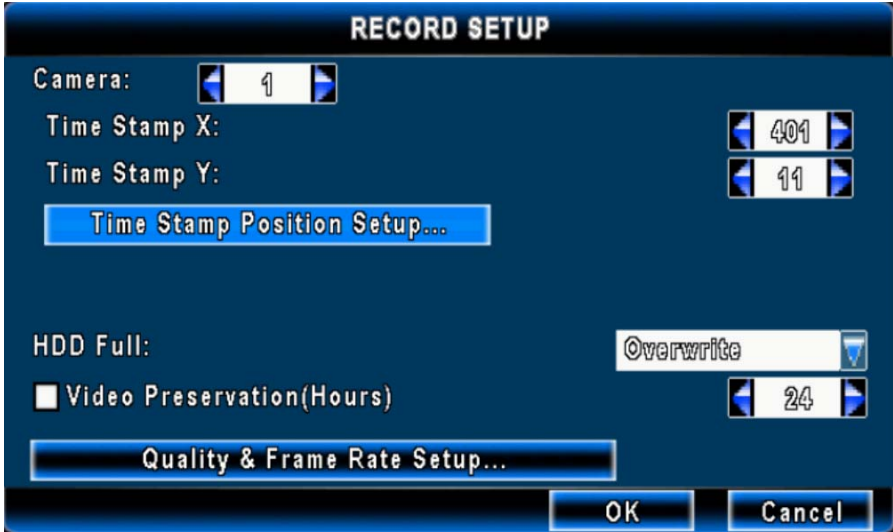 RECORD SETUP
Camera: 1
Time Stamp X: 401
Time Stamp Y: 11
Time Stamp Position Setup...
HDD Full: Overwrite
Video Preservation(Hours) 24
Quality & Frame Rate Setup...
OK Cancel